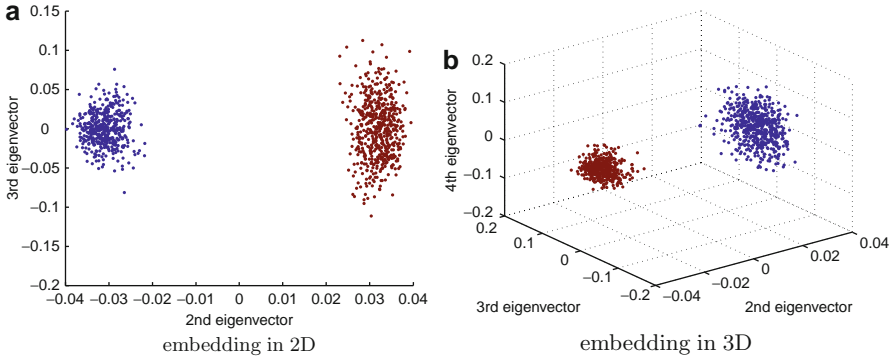 a
0.15
0.1
0.05
0
−0.05
−0.1
−0.15
−0.2
3rd eigenvector
−0.04 −0.03 −0.02 −0.01 0 0.01 0.02 0.03 0.04
2nd eigenvector
embedding in 2D
b
0.2
0.1
0
−0.1
−0.2
4th eigenvector
0.2
0.1
0
−0.1
−0.2
3rd eigenvector
−0.04
−0.02
0
0.02
0.04
2nd eigenvector
embedding in 3D